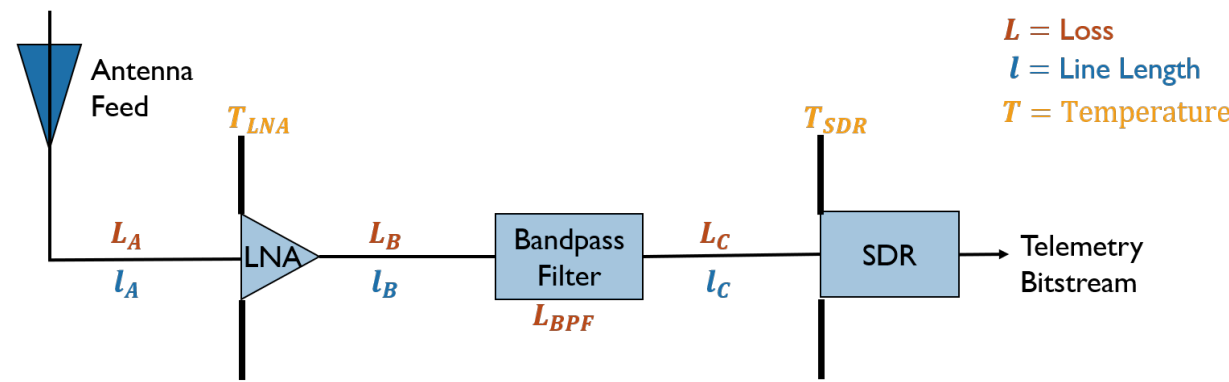 L = Loss
l = Line Length
T = Temperature
Antenna
Feed
T_LNA
T_SDR
L_A
l_A
LNA
L_B
l_B
Bandpass
Filter
L_BPF
L_C
l_C
SDR
Telemetry
Bitstream